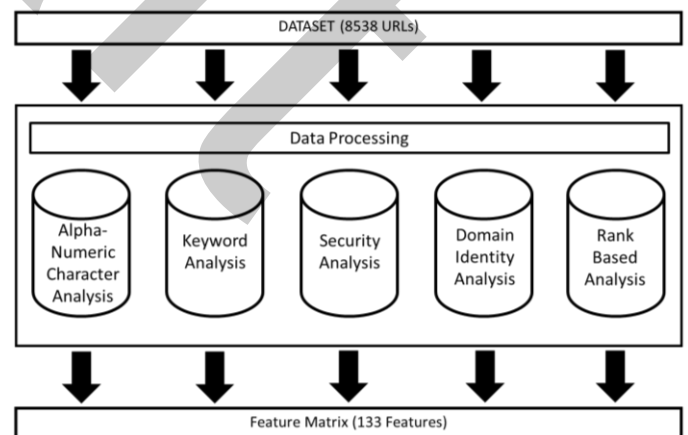 DATASET (8538 URLs)
Data Processing
Alpha-
Numeric
Character
Analysis
Keyword
Analysis
Security
Analysis
Domain
Identity
Analysis
Rank
Based
Analysis
Feature Matrix (133 Features)